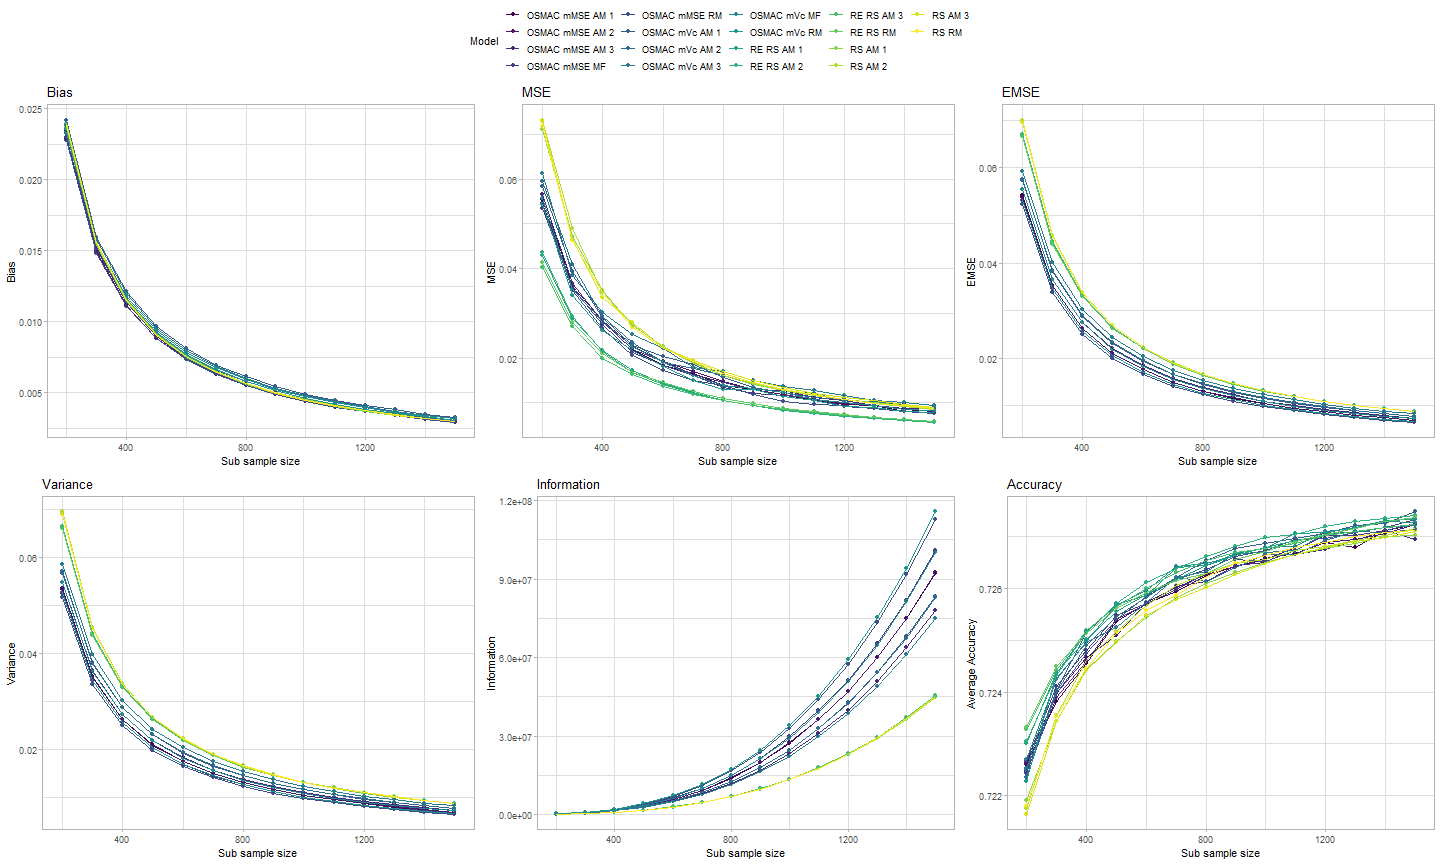 OSMAC mMSE AM 1 OSMAC mMSE RM OSMAC mVc MF RE RS AM 3 RS AM 3
OSMAC mMSE AM 2 OSMAC mVc AM 1 OSMAC mVc RM RE RS RM RS RM
Model
OSMAC mMSE AM 3 OSMAC mVc AM 2 RE RS AM 1 RS AM 1
OSMAC mMSE MF OSMAC mVc AM 3 RE RS AM 2 RS AM 2
Bias
0.025
0.020
0.015
0.010
0.005
Bias
400 800 1200
Sub sample size
MSE
0.06
0.04
0.02
MSE
400 800 1200
Sub sample size
EMSE
0.06
0.04
0.02
EMSE
400 800 1200
Sub sample size
Variance
0.06
0.04
0.02
Variance
400 800 1200
Sub sample size
Information
1.2e+08
9.0e+07
6.0e+07
3.0e+07
0.0e+00
Information
400 800 1200
Sub sample size
Accuracy
0.726
0.724
0.722
Average Accuracy
400 800 1200
Sub sample size